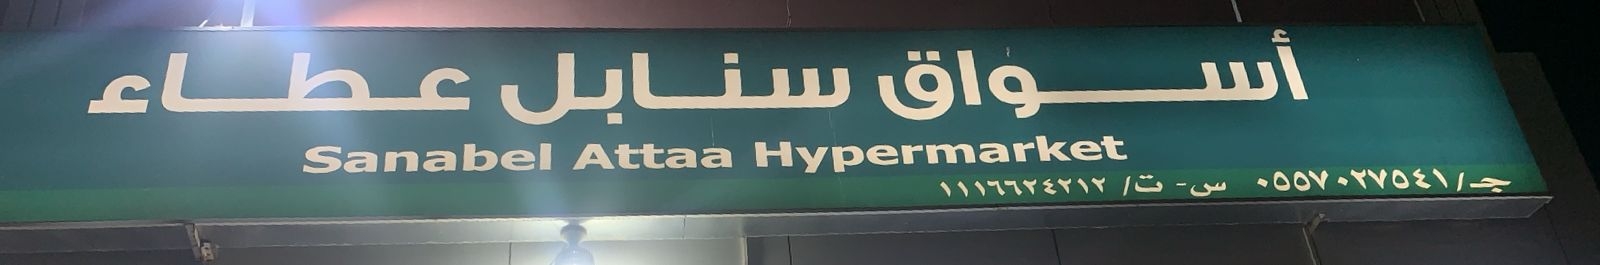 أسواق سنابل عطاء
Sanabel Attaa Hypermarket
جـ/ ٠٥٥٧٠٢٧٥٤١ س- ت/ ١١١٦٦٢٤٢١٢